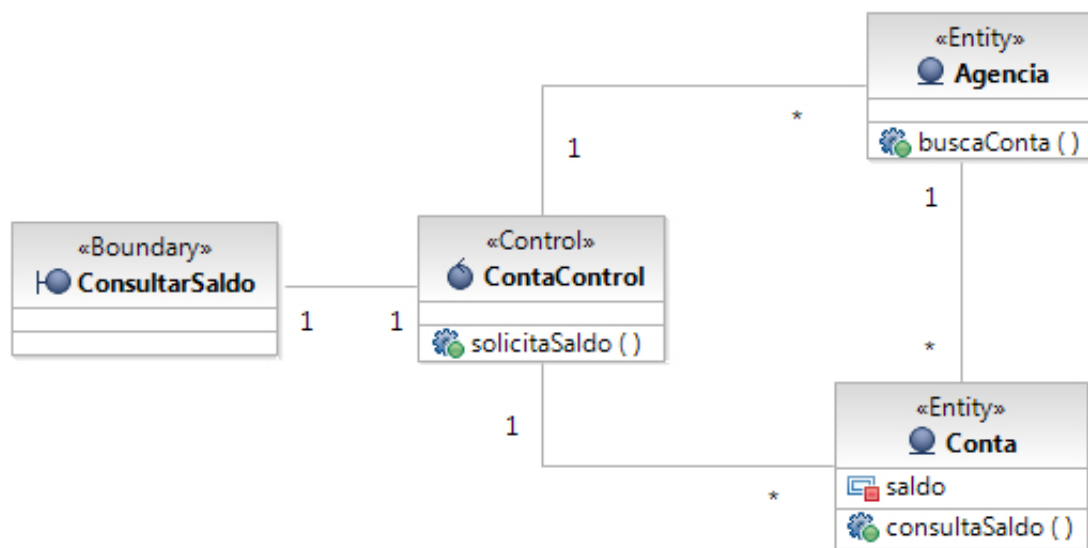 «Entity»
Agencia
*
1
buscaConta ( )
1
«Boundary»
ConsultarSaldo
«Control»
ContaControl
1
1
solicitaSaldo ( )
*
«Entity»
Conta
1
saldo
*
consultaSaldo ( )